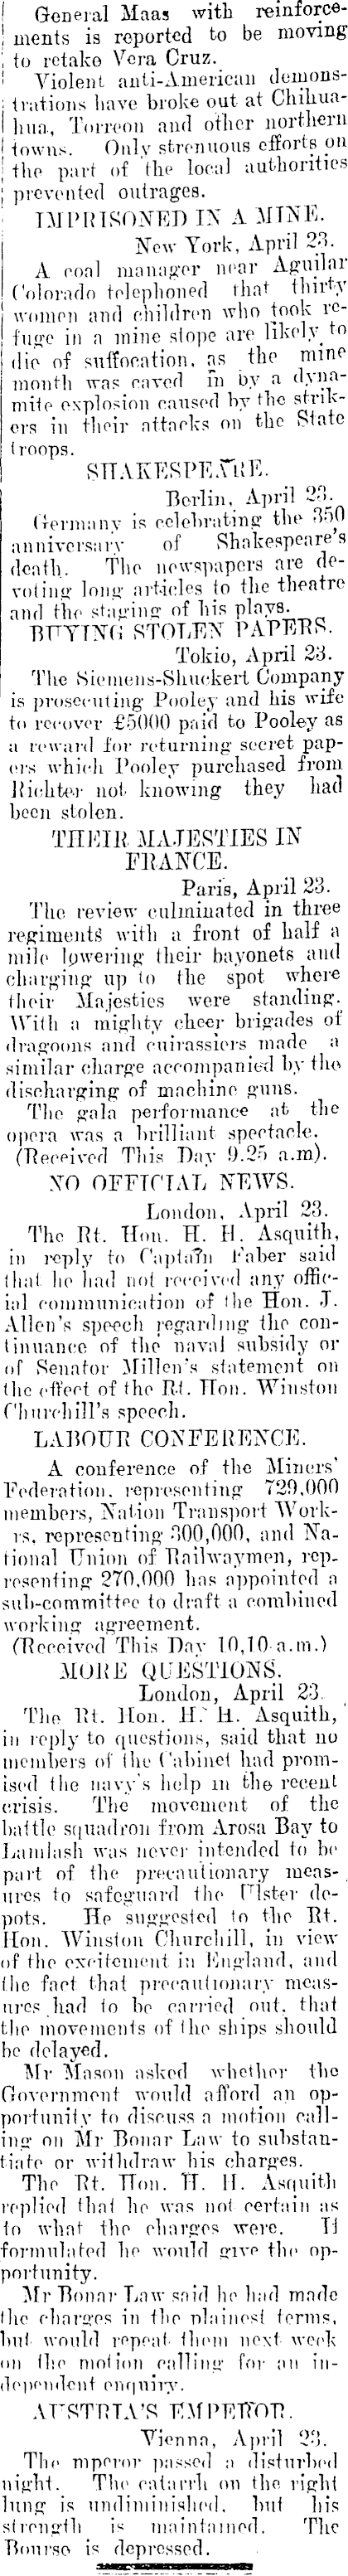 General Maas with reinforce-
ments is reported to be moving
to retake Vera Cruz.
Violent anti-American demons-
trations have broke out at Chihua-
hua, Torreon and other northern
towns. Only strenuous efforts on
the part of the local authorities
prevented outrages.
IMPRISONED IN A MINE.
New York, April 23.
A coal manager near Aguilar
Colorado telephoned that thirty
women and children who took re-
fuge in a mine slope are likely to
die of suffocation, as the mine
month was caved in by a dyna-
mite explosion caused by the strik-
ers in their attacks on the State
troops.
SHAKESPEARE.
Berlin, April 23.
Germany is celebrating the 350
anniversary of Shakespeare's
death. The newspapers are de-
voting long articles to the theatre
and the staging of his plays.
BUYING STOLEN PAPERS.
Tokio, April 23.
The Siemens-Shuckert Company
is prosecuting Pooley and his wife
to recover £5000 paid to Pooley as
a reward for returning secret pap-
ers which Pooley purchased from
Richter not knowing they had
been stolen.
THEIR MAJESTIES IN
FRANCE.
Paris, April 23.
The review culminated in three
regiments with a front of half a
mile lowering their bayonets and
charging up to the spot where
their Majesties were standing.
With a mighty cheer brigades of
dragoons and cuirassiers made a
similar charge accompanied by the
discharging of machine guns.
The gala performance at the
opera was a brilliant spectacle.
(Received This Day 9.25 a.m).
NO OFFICIAL NEWS.
London, April 23.
The Rt. Hon. H. H. Asquith,
in reply to Captain Faber said
that he had not received any offic-
ial communication of the Hon. J.
Allen's speech regarding the con-
tinuance of the naval subsidy or
of Senator Millen's statement on
the effect of the Rt. Hon. Winston
Churchill's speech.
LABOUR CONFERENCE.
A conference of the Miners'
Federation, representing 729,000
members, Nation Transport Work-
rs, representing 300,000, and Na-
tional Union of Railwaymen, rep-
resenting 270,000 has appointed a
sub-committee to draft a combined
working agreement.
(Received This Day 10,10 a.m.)
MORE QUESTIONS.
London, April 23.
The Rt. Hon. H. H. Asquith,
in reply to questions, said that no
members of the Cabinet had prom-
ised the navy's help in the recent
crisis. The movement of the
battle squadron from Arosa Bay to
Lamlash was never intended to be
part of the precautionary meas-
ures to safeguard the Ulster de-
pots. He suggested to the Rt.
Hon. Winston Churchill, in view
of the excitement in England, and
the fact that precautionary meas-
ures had to be carried out, that
the movements of the ships should
be delayed.
Mr Mason asked whether the
Government would afford an op-
portunity to discuss a motion call-
ing on Mr Bonar Law to substan-
tiate or withdraw his charges.
The Rt. Hon. H. H. Asquith
replied that he was not certain as
to what the charges were. If
formulated he would give the op-
portunity.
Mr Bonar Law said he had made
the charges in the plainest terms,
but would repeat them next week
on the motion calling for an in-
dependent enquiry.
AUSTRIA'S EMPEROR.
Vienna, April 23.
The mperor passed a disturbed
night. The catarrh on the right
lung is undiminished, but his
strength is maintained. The
Bourse is depressed.